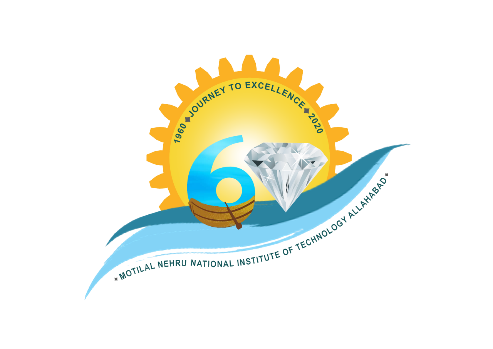 1960 ◆ JOURNEY TO EXCELLENCE ◆ 2020
6
* MOTILAL NEHRU NATIONAL INSTITUTE OF TECHNOLOGY ALLAHABAD *